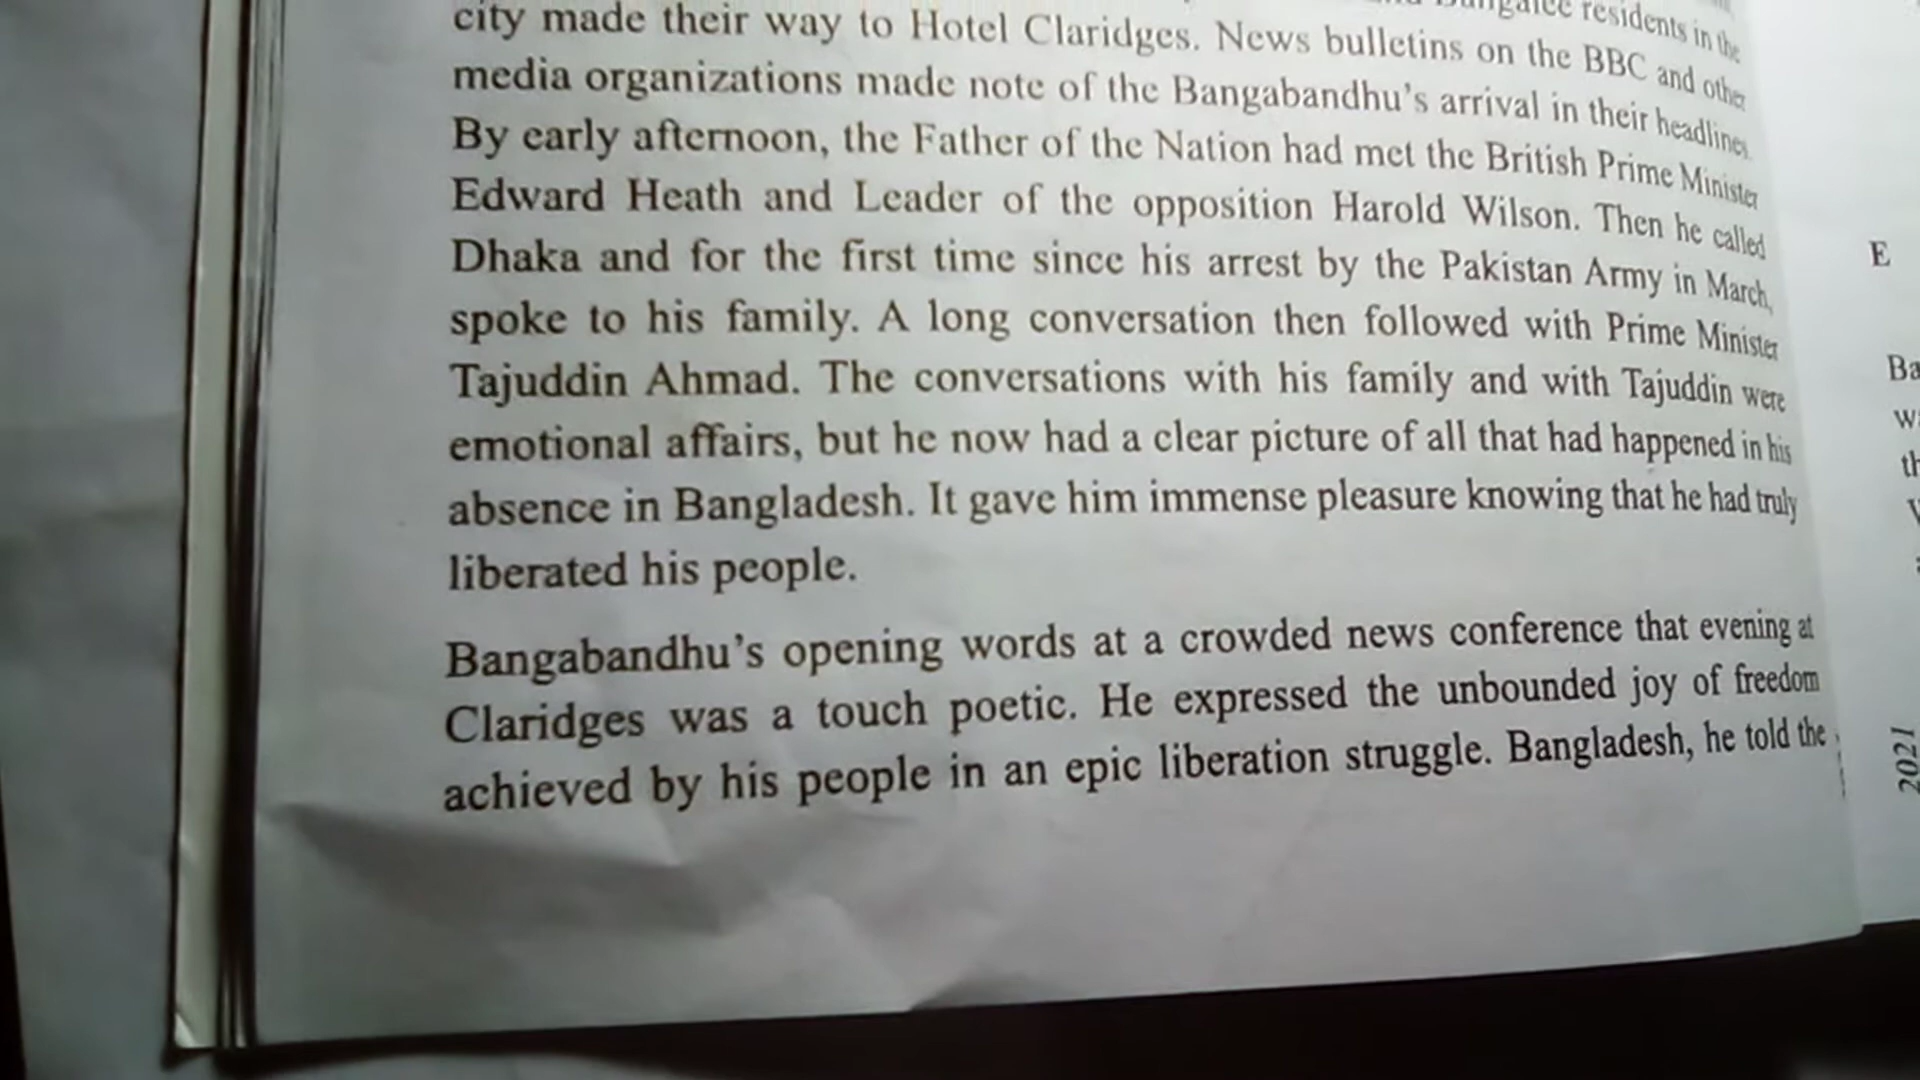 residents in the
city made their way to Hotel Claridges. News bulletins on the BBC and other
media organizations made note of the Bangabandhu's arrival in their headlines.
By early afternoon, the Father of the Nation had met the British Prime Minister
Edward Heath and Leader of the opposition Harold Wilson. Then he called
Dhaka and for the first time since his arrest by the Pakistan Army in March,
spoke to his family. A long conversation then followed with Prime Minister
Tajuddin Ahmad. The conversations with his family and with Tajuddin were
emotional affairs, but he now had a clear picture of all that had happened in his
absence in Bangladesh. It gave him immense pleasure knowing that he had truly
liberated his people.
Bangabandhu's opening words at a crowded news conference that evening at
Claridges was a touch poetic. He expressed the unbounded joy of freedom
achieved by his people in an epic liberation struggle. Bangladesh, he told the
E
Ba
2021